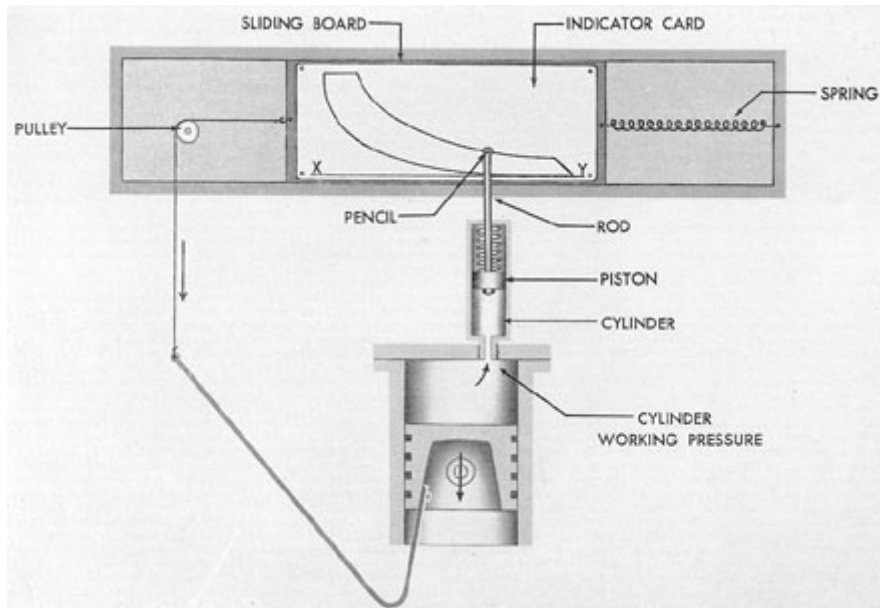 SLIDING BOARD
INDICATOR CARD
SPRING
PULLEY
X
Y
PENCIL
ROD
PISTON
CYLINDER
CYLINDER
WORKING PRESSURE